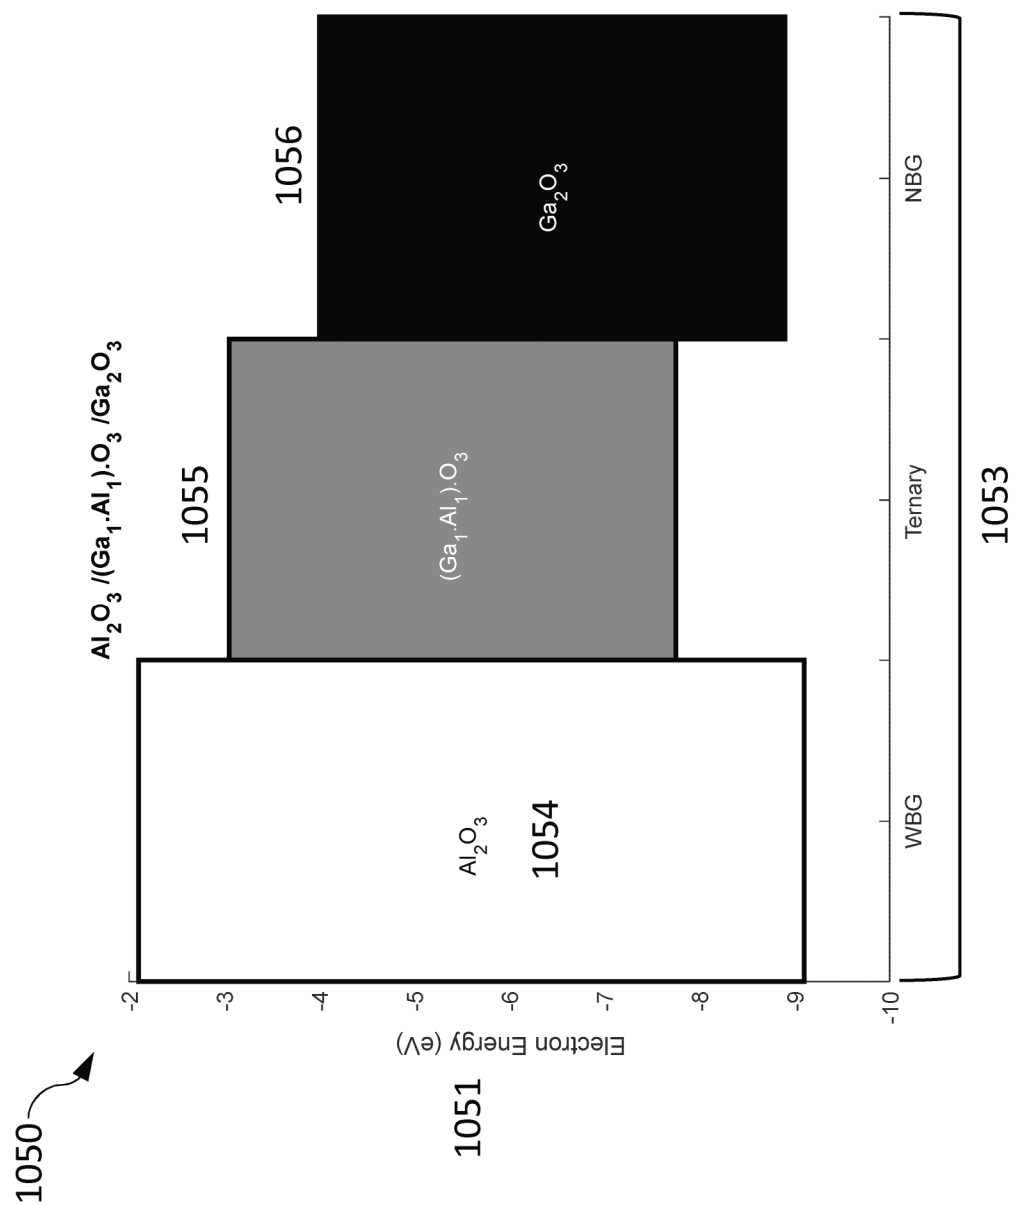 1050
Al2O3 /(Ga1.Al1).O3 /Ga2O3
1051
Electron Energy (eV)
-2
-3
-4
-5
-6
-7
-8
-9
-10
1055
1056
Al2O3
1054
(Ga1.Al1).O3
Ga2O3
WBG
Ternary
NBG
1053